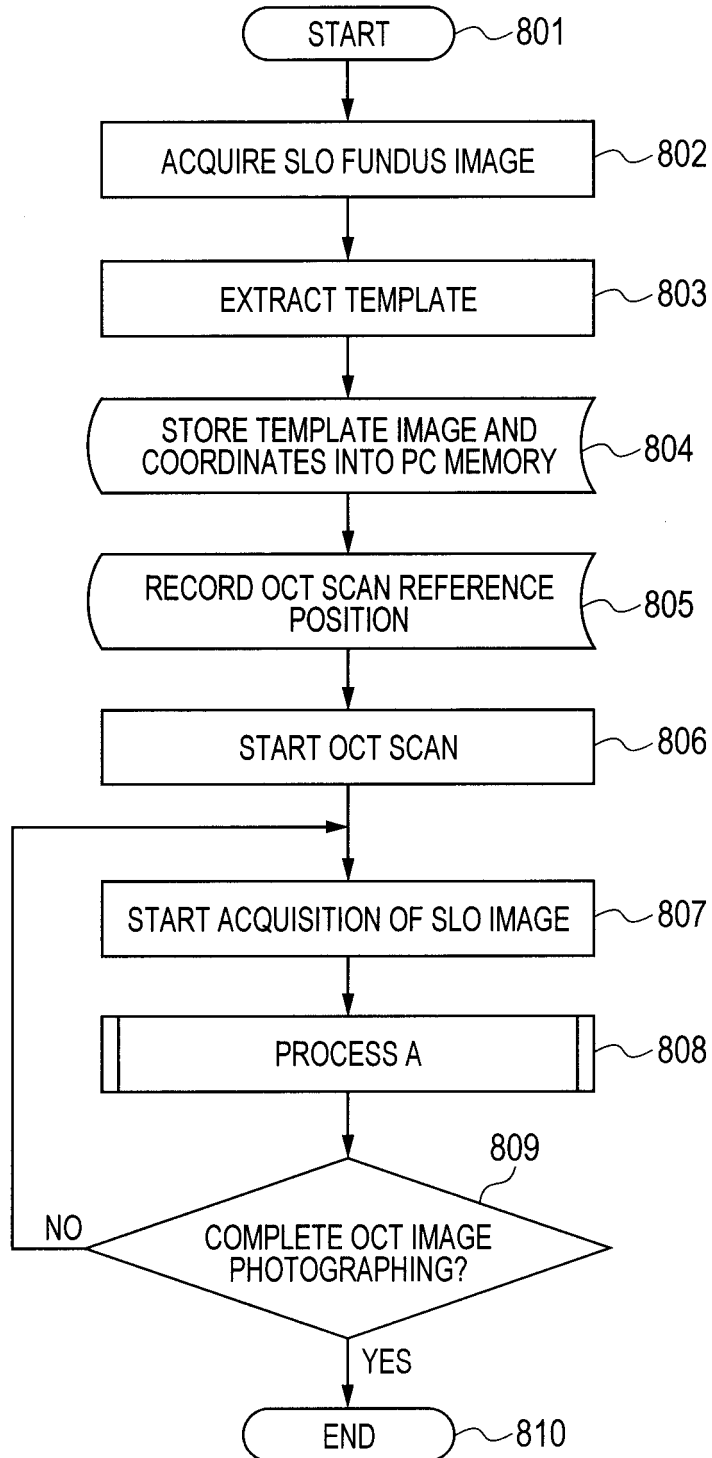 START
801
ACQUIRE SLO FUNDUS IMAGE
802
EXTRACT TEMPLATE
803
STORE TEMPLATE IMAGE AND
COORDINATES INTO PC MEMORY
804
RECORD OCT SCAN REFERENCE
POSITION
805
START OCT SCAN
806
START ACQUISITION OF SLO IMAGE
807
PROCESS A
808
809
NO
COMPLETE OCT IMAGE
PHOTOGRAPHING?
YES
END
810